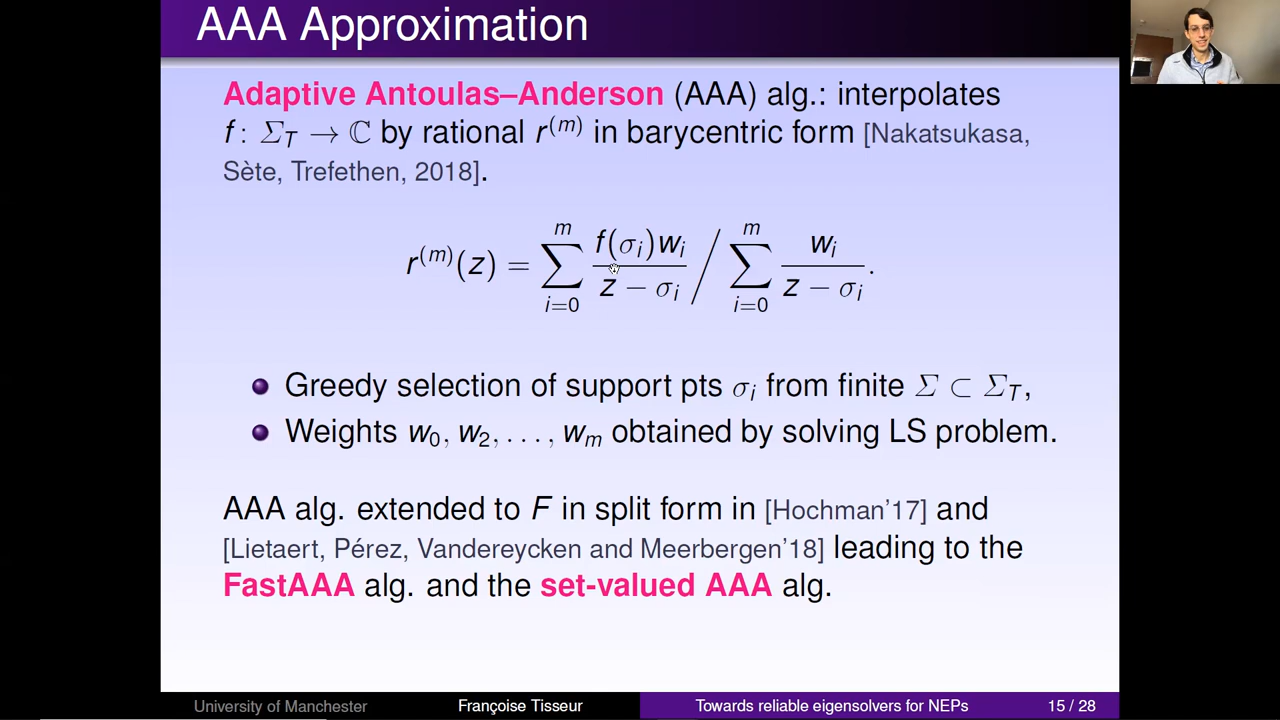 AAA Approximation
Adaptive Antoulas–Anderson (AAA) alg.: interpolates
f : Σ_T → ℂ by rational r^(m) in barycentric form [Nakatsukasa,
Sète, Trefethen, 2018].
r^(m)(z) = ∑_{i=0}^{m} f(σ_i)w_i / (z − σ_i) / ∑_{i=0}^{m} w_i / (z − σ_i).
Greedy selection of support pts σ_i from finite Σ ⊂ Σ_T,
Weights w_0, w_2, . . . , w_m obtained by solving LS problem.
AAA alg. extended to F in split form in [Hochman'17] and
[Lietaert, Pérez, Vandereycken and Meerbergen'18] leading to the
FastAAA alg. and the set-valued AAA alg.
University of Manchester Françoise Tisseur Towards reliable eigensolvers for NEPs 15 / 28